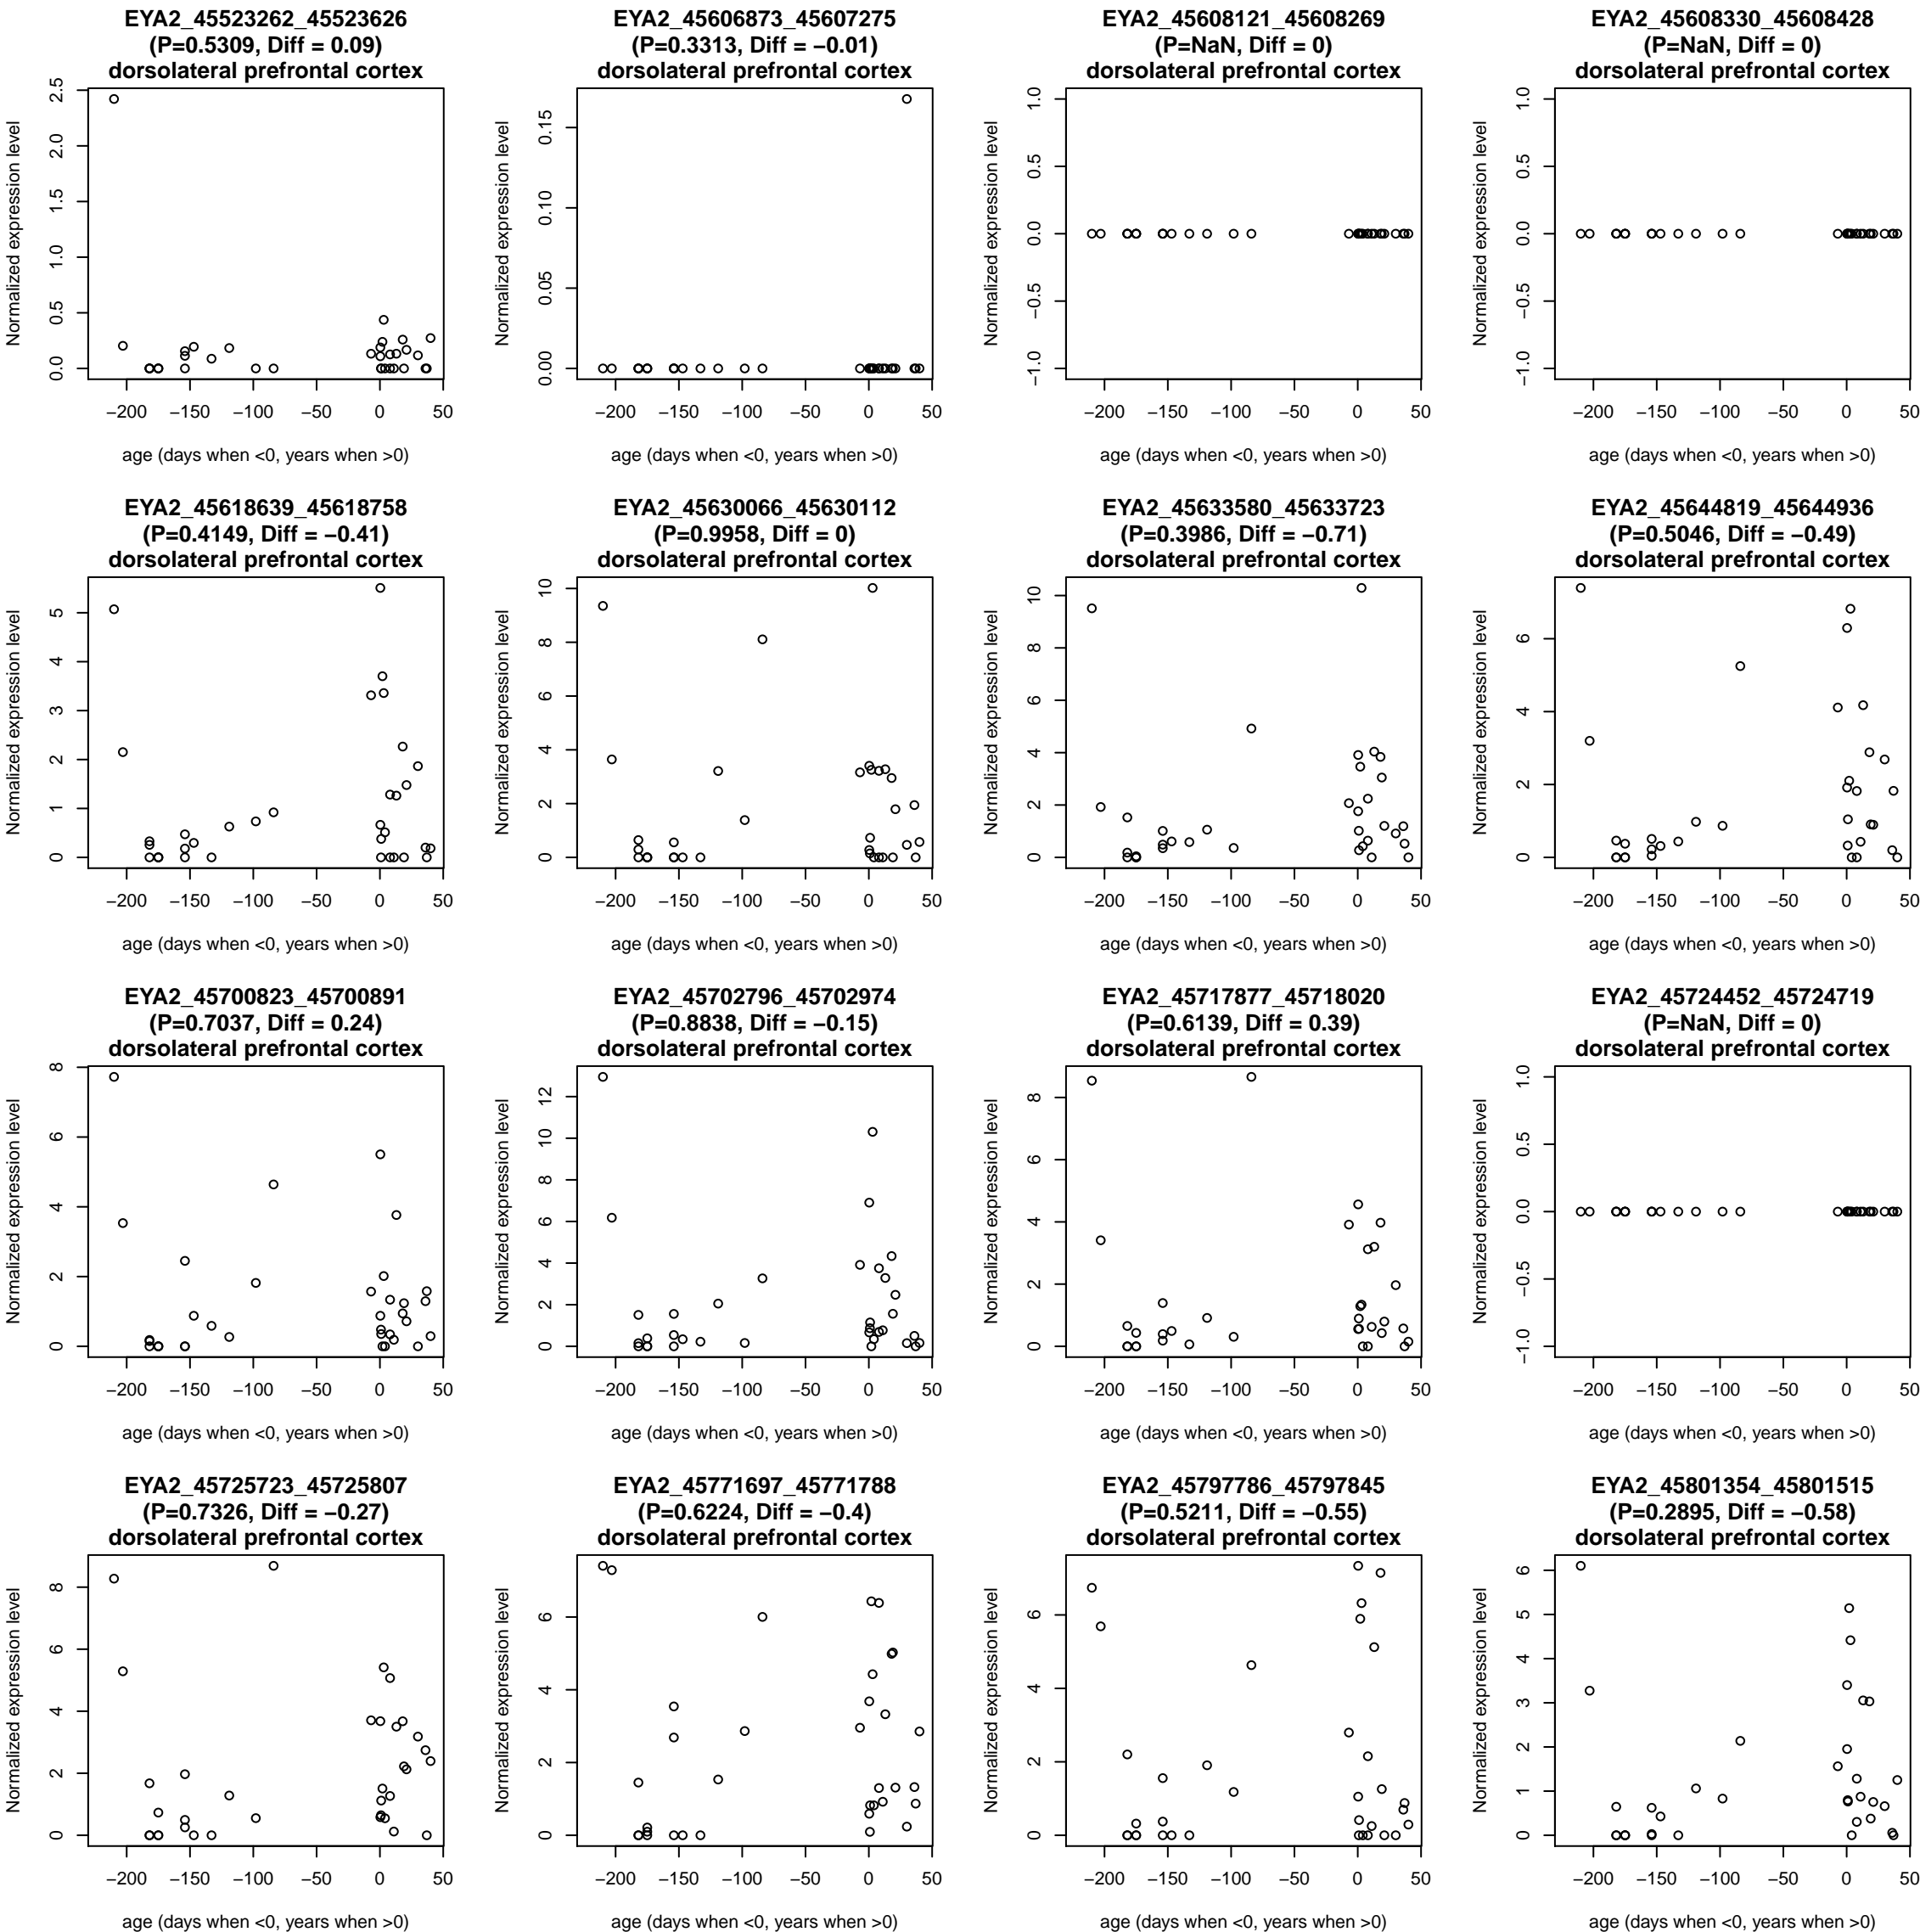 EYA2_45523262_45523626
(P=0.5309, Diff = 0.09)
dorsolateral prefrontal cortex
Normalized expression level
0.0 0.5 1.0 1.5 2.0 2.5
−200 −150 −100 −50 0 50
age (days when <0, years when >0)
EYA2_45606873_45607275
(P=0.3313, Diff = −0.01)
dorsolateral prefrontal cortex
Normalized expression level
0.00 0.05 0.10 0.15
−200 −150 −100 −50 0 50
age (days when <0, years when >0)
EYA2_45608121_45608269
(P=NaN, Diff = 0)
dorsolateral prefrontal cortex
Normalized expression level
−1.0 −0.5 0.0 0.5 1.0
−200 −150 −100 −50 0 50
age (days when <0, years when >0)
EYA2_45608330_45608428
(P=NaN, Diff = 0)
dorsolateral prefrontal cortex
Normalized expression level
−1.0 −0.5 0.0 0.5 1.0
−200 −150 −100 −50 0 50
age (days when <0, years when >0)
EYA2_45618639_45618758
(P=0.4149, Diff = −0.41)
dorsolateral prefrontal cortex
Normalized expression level
0 1 2 3 4 5
−200 −150 −100 −50 0 50
age (days when <0, years when >0)
EYA2_45630066_45630112
(P=0.9958, Diff = 0)
dorsolateral prefrontal cortex
Normalized expression level
0 2 4 6 8 10
−200 −150 −100 −50 0 50
age (days when <0, years when >0)
EYA2_45633580_45633723
(P=0.3986, Diff = −0.71)
dorsolateral prefrontal cortex
Normalized expression level
0 2 4 6 8 10
−200 −150 −100 −50 0 50
age (days when <0, years when >0)
EYA2_45644819_45644936
(P=0.5046, Diff = −0.49)
dorsolateral prefrontal cortex
Normalized expression level
0 2 4 6
−200 −150 −100 −50 0 50
age (days when <0, years when >0)
EYA2_45700823_45700891
(P=0.7037, Diff = 0.24)
dorsolateral prefrontal cortex
Normalized expression level
0 2 4 6 8
−200 −150 −100 −50 0 50
age (days when <0, years when >0)
EYA2_45702796_45702974
(P=0.8838, Diff = −0.15)
dorsolateral prefrontal cortex
Normalized expression level
0 2 4 6 8 10 12
−200 −150 −100 −50 0 50
age (days when <0, years when >0)
EYA2_45717877_45718020
(P=0.6139, Diff = 0.39)
dorsolateral prefrontal cortex
Normalized expression level
0 2 4 6 8
−200 −150 −100 −50 0 50
age (days when <0, years when >0)
EYA2_45724452_45724719
(P=NaN, Diff = 0)
dorsolateral prefrontal cortex
Normalized expression level
−1.0 −0.5 0.0 0.5 1.0
−200 −150 −100 −50 0 50
age (days when <0, years when >0)
EYA2_45725723_45725807
(P=0.7326, Diff = −0.27)
dorsolateral prefrontal cortex
Normalized expression level
0 2 4 6 8
−200 −150 −100 −50 0 50
age (days when <0, years when >0)
EYA2_45771697_45771788
(P=0.6224, Diff = −0.4)
dorsolateral prefrontal cortex
Normalized expression level
0 2 4 6
−200 −150 −100 −50 0 50
age (days when <0, years when >0)
EYA2_45797786_45797845
(P=0.5211, Diff = −0.55)
dorsolateral prefrontal cortex
Normalized expression level
0 2 4 6
−200 −150 −100 −50 0 50
age (days when <0, years when >0)
EYA2_45801354_45801515
(P=0.2895, Diff = −0.58)
dorsolateral prefrontal cortex
Normalized expression level
0 1 2 3 4 5 6
−200 −150 −100 −50 0 50
age (days when <0, years when >0)